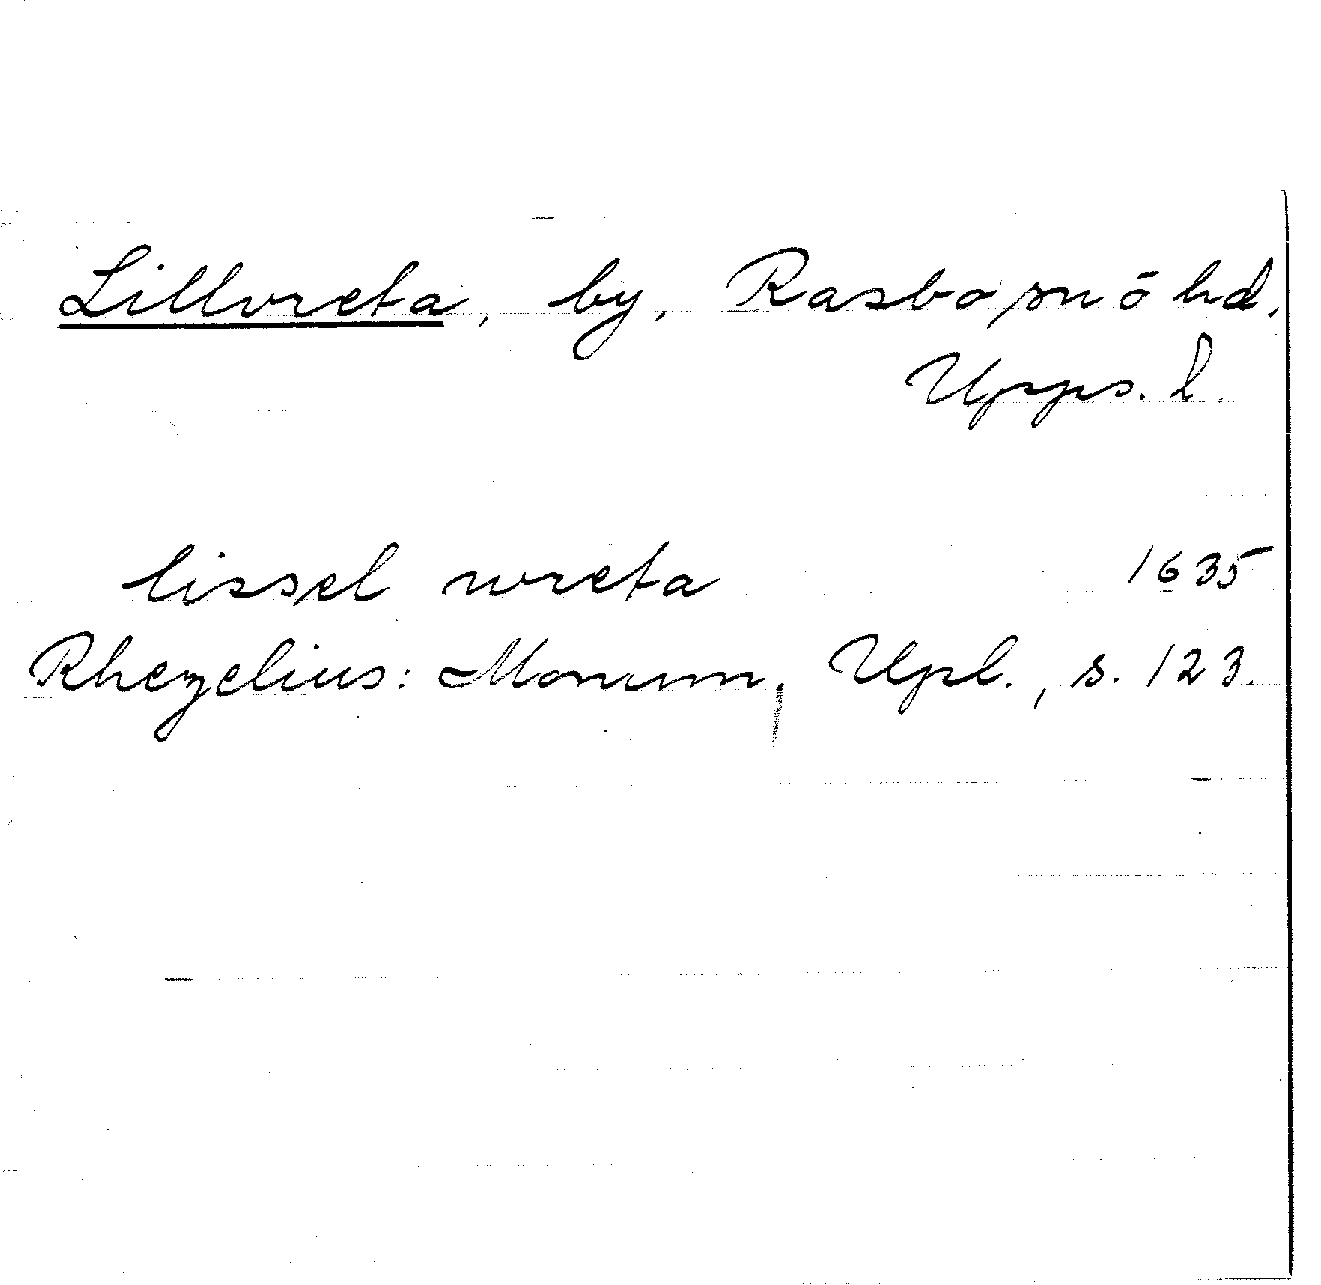 Lillvreta, by, Rasbo sn o hd,
Upps. l.
lissel wreta 1635
Rhezelius: Monum, Upl., s. 123.